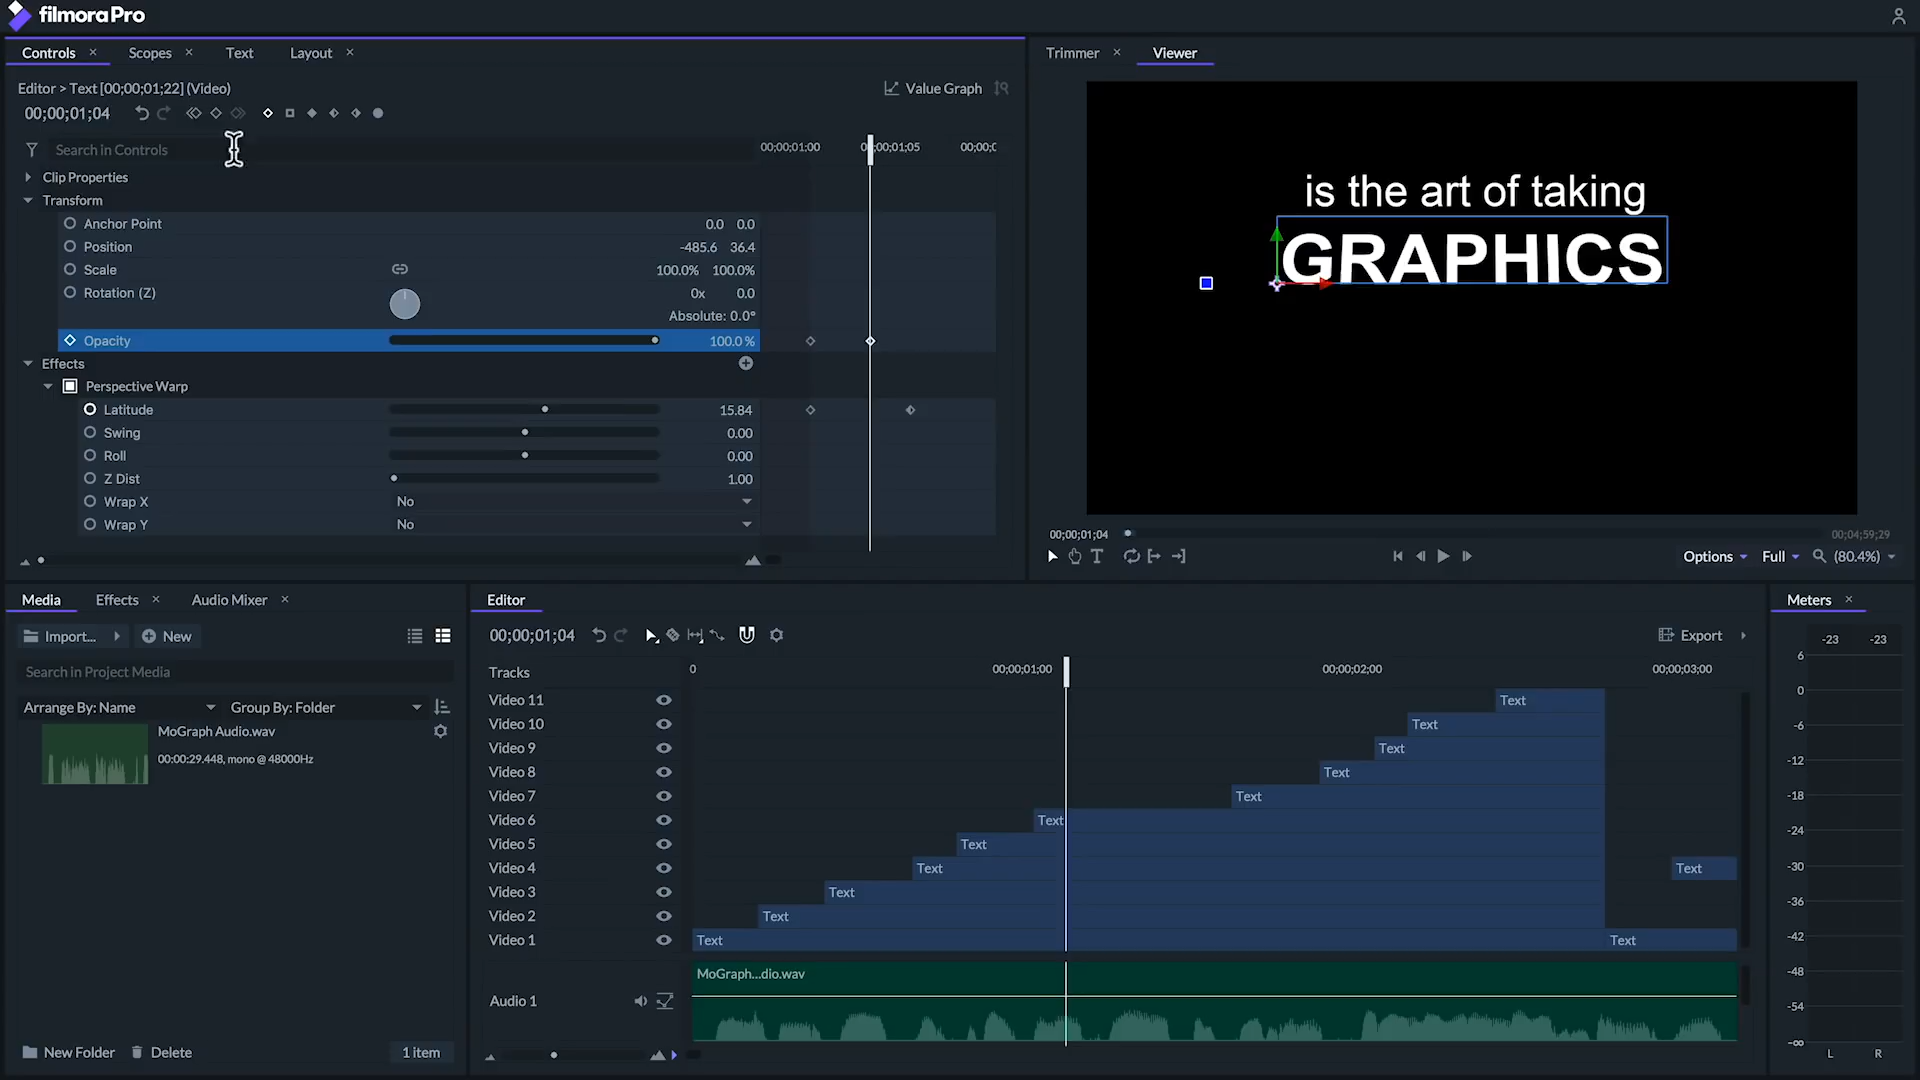 filmoraPro
Controls
Scopes
Text
Layout
Editor > Text [00;00;01;22] (Video)
Value Graph
00;00;01;04
Search in Controls
00;00;01;00
00;00;01;05
Clip Properties
Transform
Anchor Point
0.0 0.0
Position
-485.6 36.4
Scale
100.0% 100.0%
Rotation (Z)
0x 0.0
Absolute: 0.0°
Opacity
100.0 %
Effects
Perspective Warp
Latitude
15.84
Swing
0.00
Roll
0.00
Z Dist
1.00
Wrap X
No
Wrap Y
No
Trimmer
Viewer
is the art of taking
GRAPHICS
00;00;01;04
00;04;59;29
Options
Full
(80.4%)
Media
Effects
Audio Mixer
Import...
New
Search in Project Media
Arrange By: Name
Group By: Folder
MoGraph Audio.wav
00:00:29.448, mono @ 48000Hz
New Folder
Delete
1 item
Editor
00;00;01;04
Export
Tracks
0
00;00;01;00
00;00;02;00
00;00;03;00
Video 11
Text
Video 10
Text
Video 9
Text
Video 8
Text
Video 7
Text
Video 6
Text
Video 5
Text
Video 4
Text
Text
Video 3
Text
Video 2
Text
Video 1
Text
Text
MoGraph...dio.wav
Audio 1
Meters
-23 -23
6
0
-6
-12
-18
-24
-30
-36
-42
-48
-54
-∞
L R